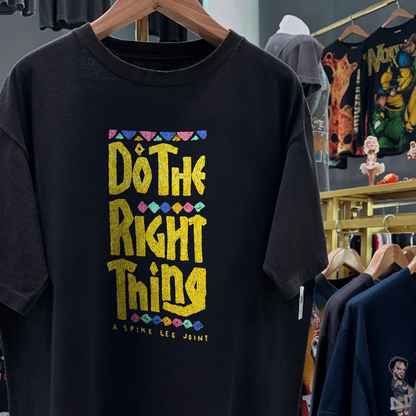 Do The
Right
Thing
A SPIKE LEE JOINT